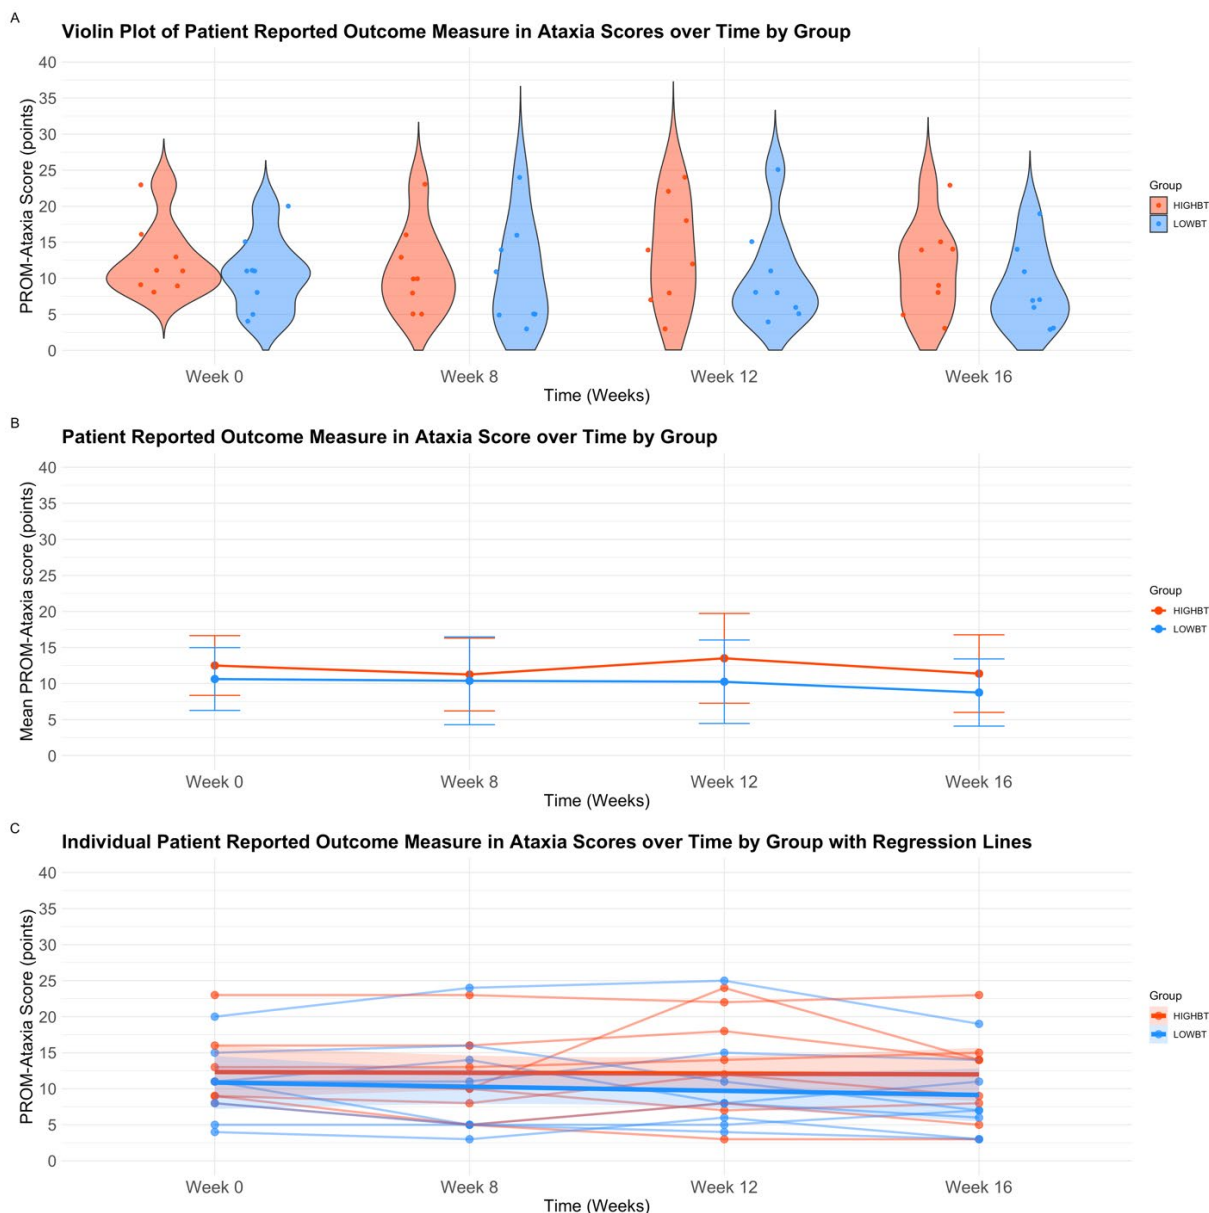 A
Violin Plot of Patient Reported Outcome Measure in Ataxia Scores over Time by Group
PROM-Ataxia Score (points)
40
35
30
25
20
15
10
5
0
Week 0
Week 8
Week 12
Week 16
Time (Weeks)
Group
HIGHBT
LOWBT
B
Patient Reported Outcome Measure in Ataxia Score over Time by Group
Mean PROM-Ataxia score (points)
40
35
30
25
20
15
10
5
0
Week 0
Week 8
Week 12
Week 16
Time (Weeks)
Group
HIGHBT
LOWBT
C
Individual Patient Reported Outcome Measure in Ataxia Scores over Time by Group with Regression Lines
PROM-Ataxia Score (points)
40
35
30
25
20
15
10
5
0
Week 0
Week 8
Week 12
Week 16
Time (Weeks)
Group
HIGHBT
LOWBT